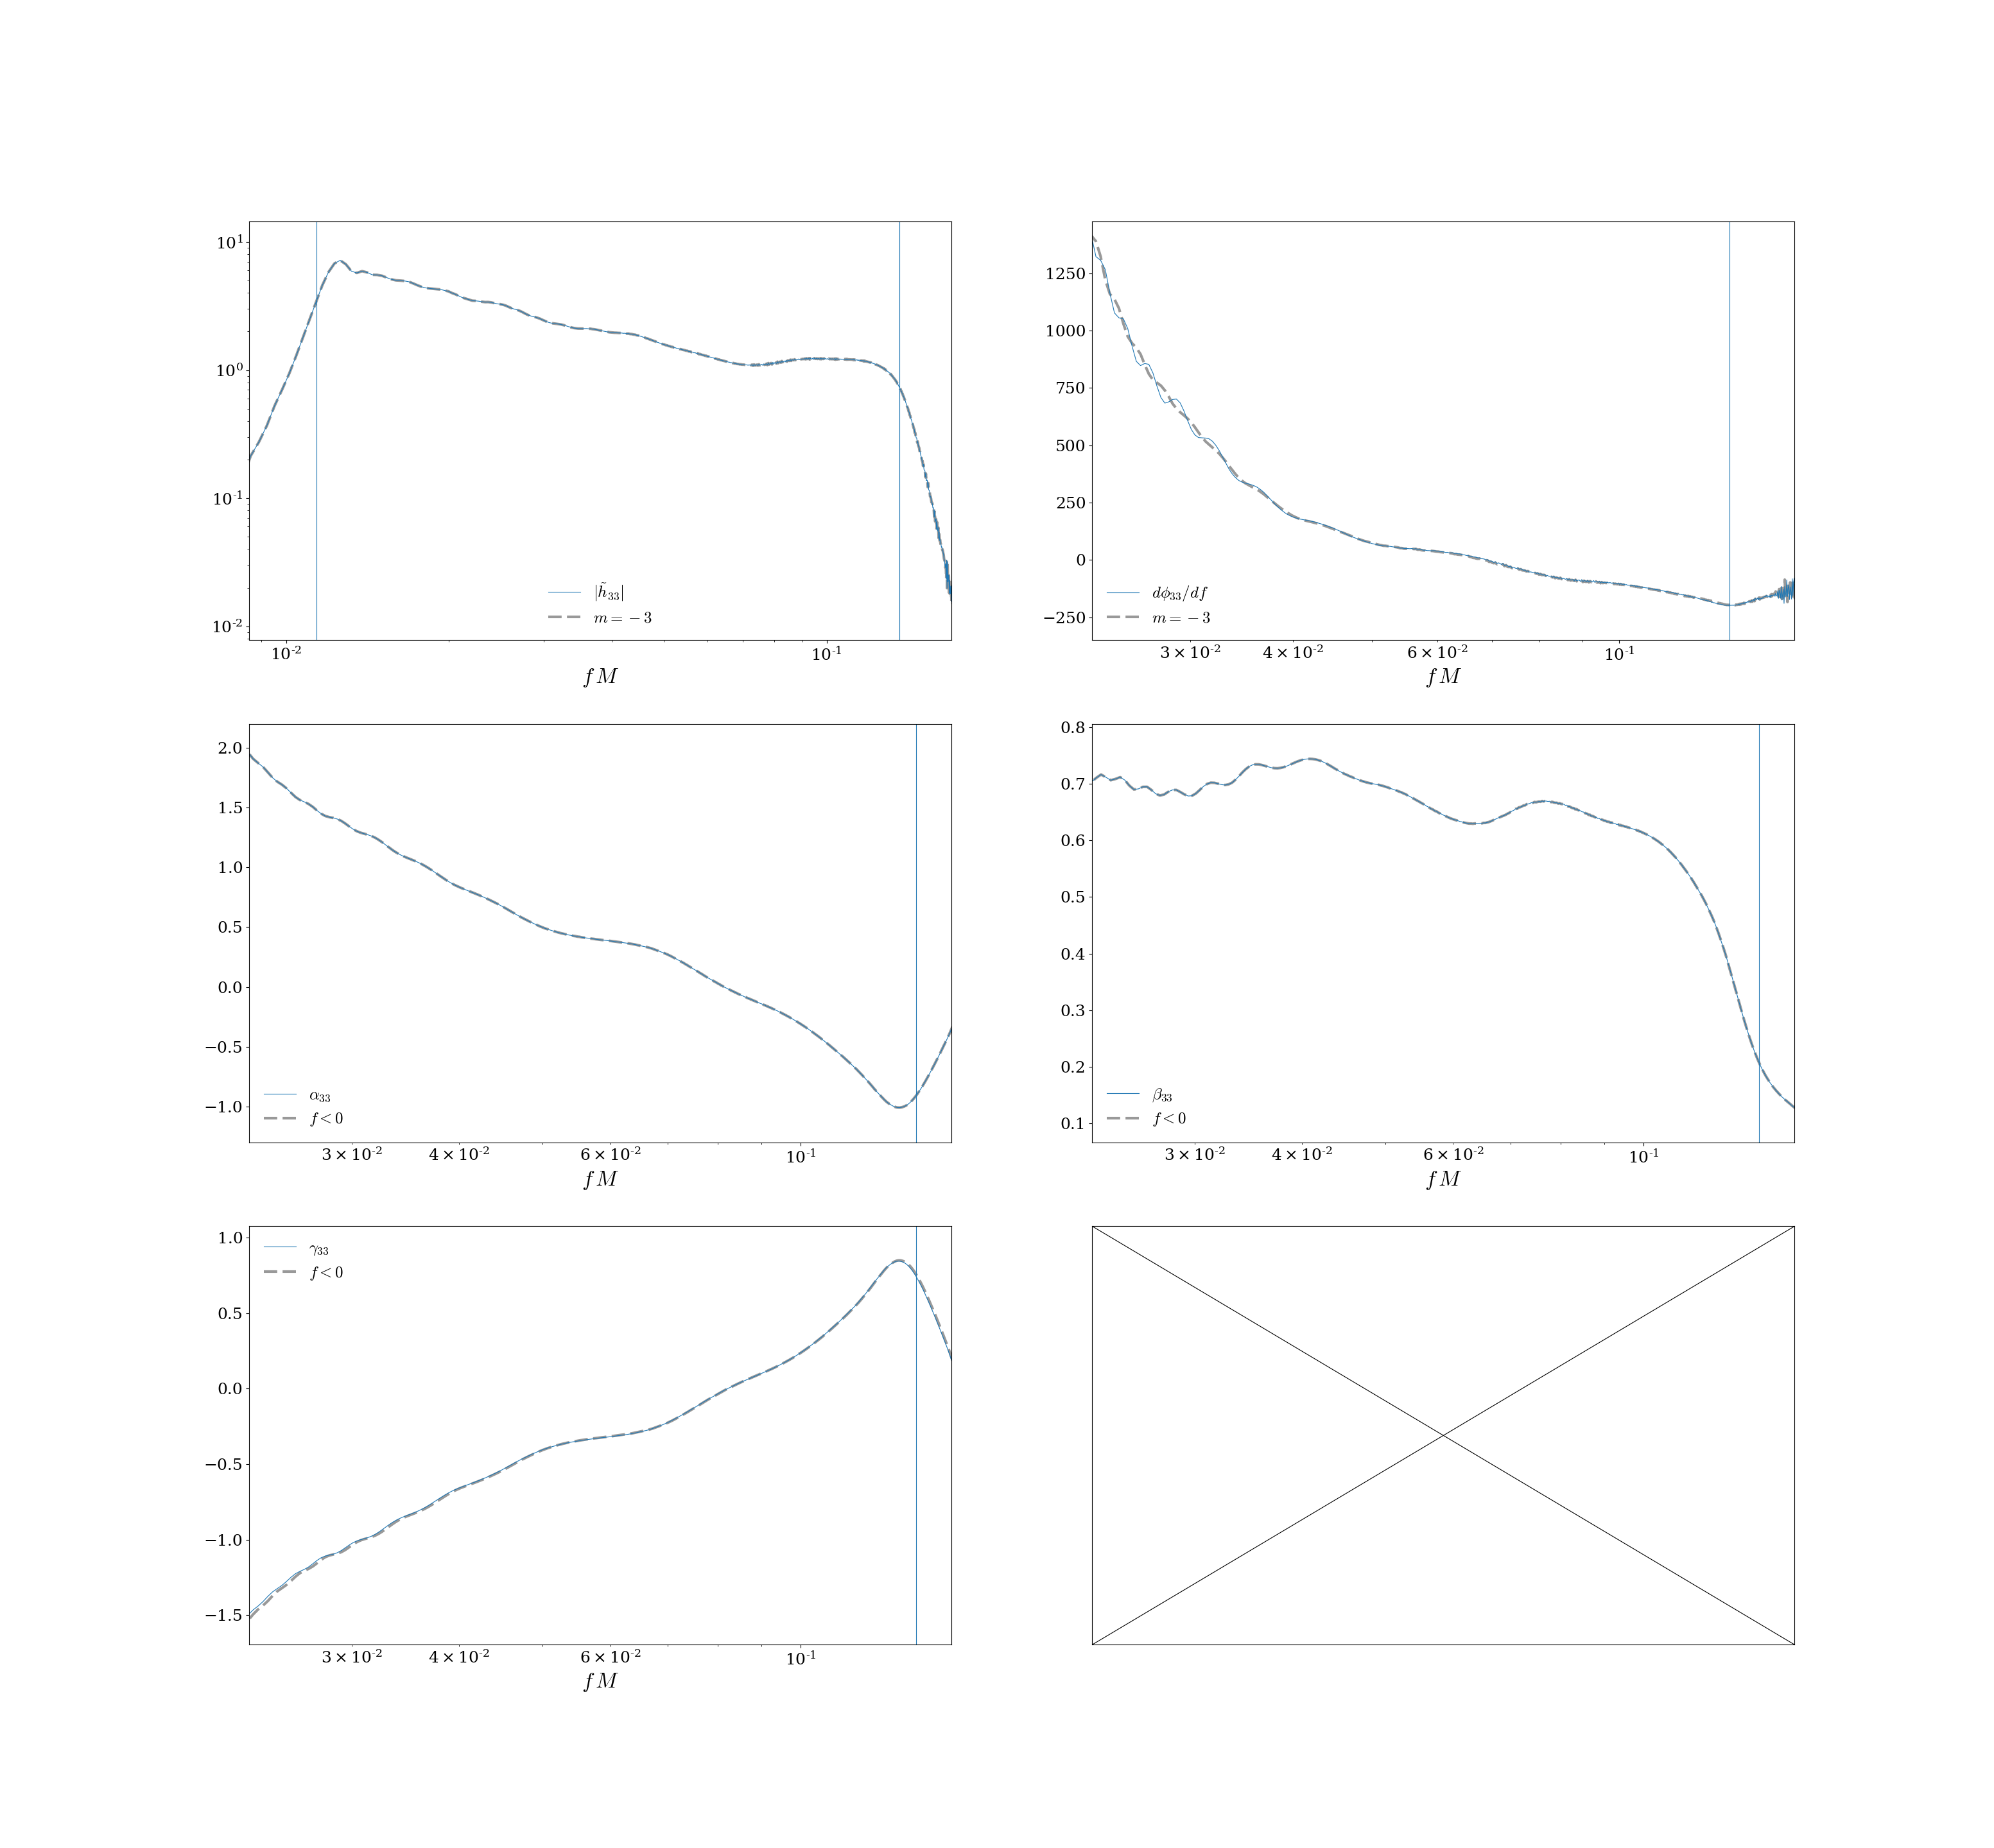 10¹
10⁰
10⁻¹
10⁻²
|h̃₃₃|
m = −3
10⁻² 10⁻¹
f M
1250
1000
750
500
250
0
−250
dϕ₃₃/df
m = −3
3 × 10⁻² 4 × 10⁻² 6 × 10⁻² 10⁻¹
f M
2.0
1.5
1.0
0.5
0.0
−0.5
−1.0
α₃₃
f < 0
3 × 10⁻² 4 × 10⁻² 6 × 10⁻² 10⁻¹
f M
0.8
0.7
0.6
0.5
0.4
0.3
0.2
0.1
β₃₃
f < 0
3 × 10⁻² 4 × 10⁻² 6 × 10⁻² 10⁻¹
f M
1.0
0.5
0.0
−0.5
−1.0
−1.5
γ₃₃
f < 0
3 × 10⁻² 4 × 10⁻² 6 × 10⁻² 10⁻¹
f M